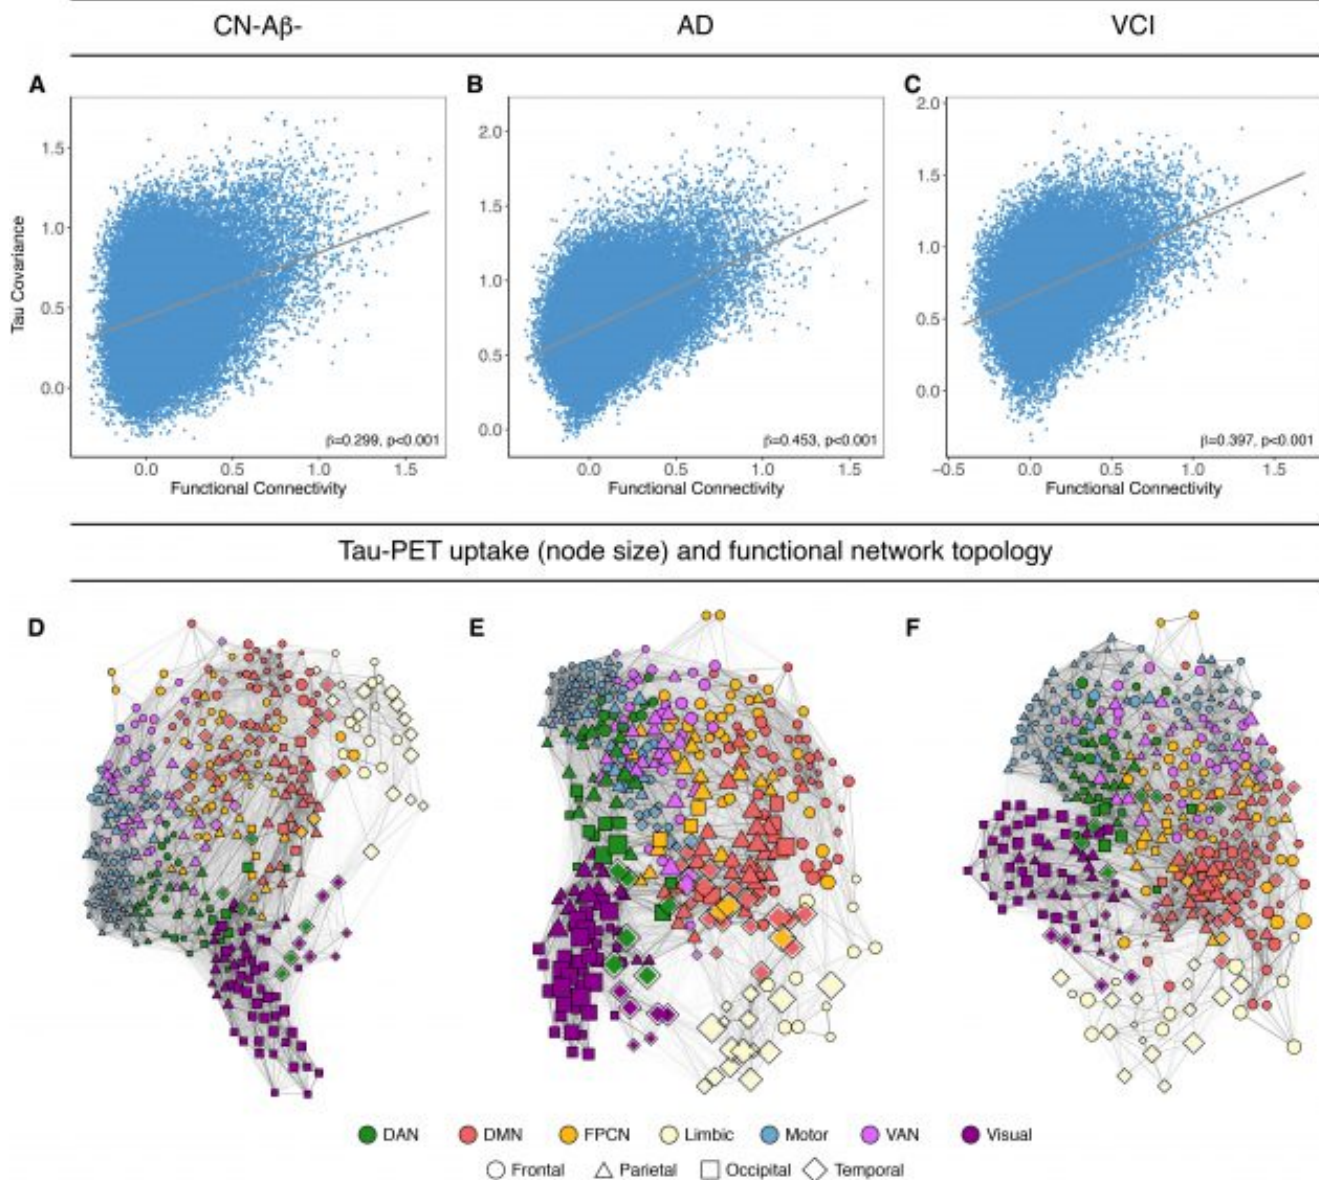 CN-Aβ- AD VCI
A B C
Tau Covariance
1.5
1.0
0.5
0.0
0.0 0.5 1.0 1.5
Functional Connectivity
β=0.299, p<0.001
2.0
1.5
1.0
0.5
0.0
0.0 0.5 1.0 1.5
Functional Connectivity
β=0.453, p<0.001
2.0
1.5
1.0
0.5
0.0
−0.5 0.0 0.5 1.0 1.5
Functional Connectivity
β=0.397, p<0.001
Tau-PET uptake (node size) and functional network topology
D E F
DAN DMN FPCN Limbic Motor VAN Visual
Frontal Parietal Occipital Temporal